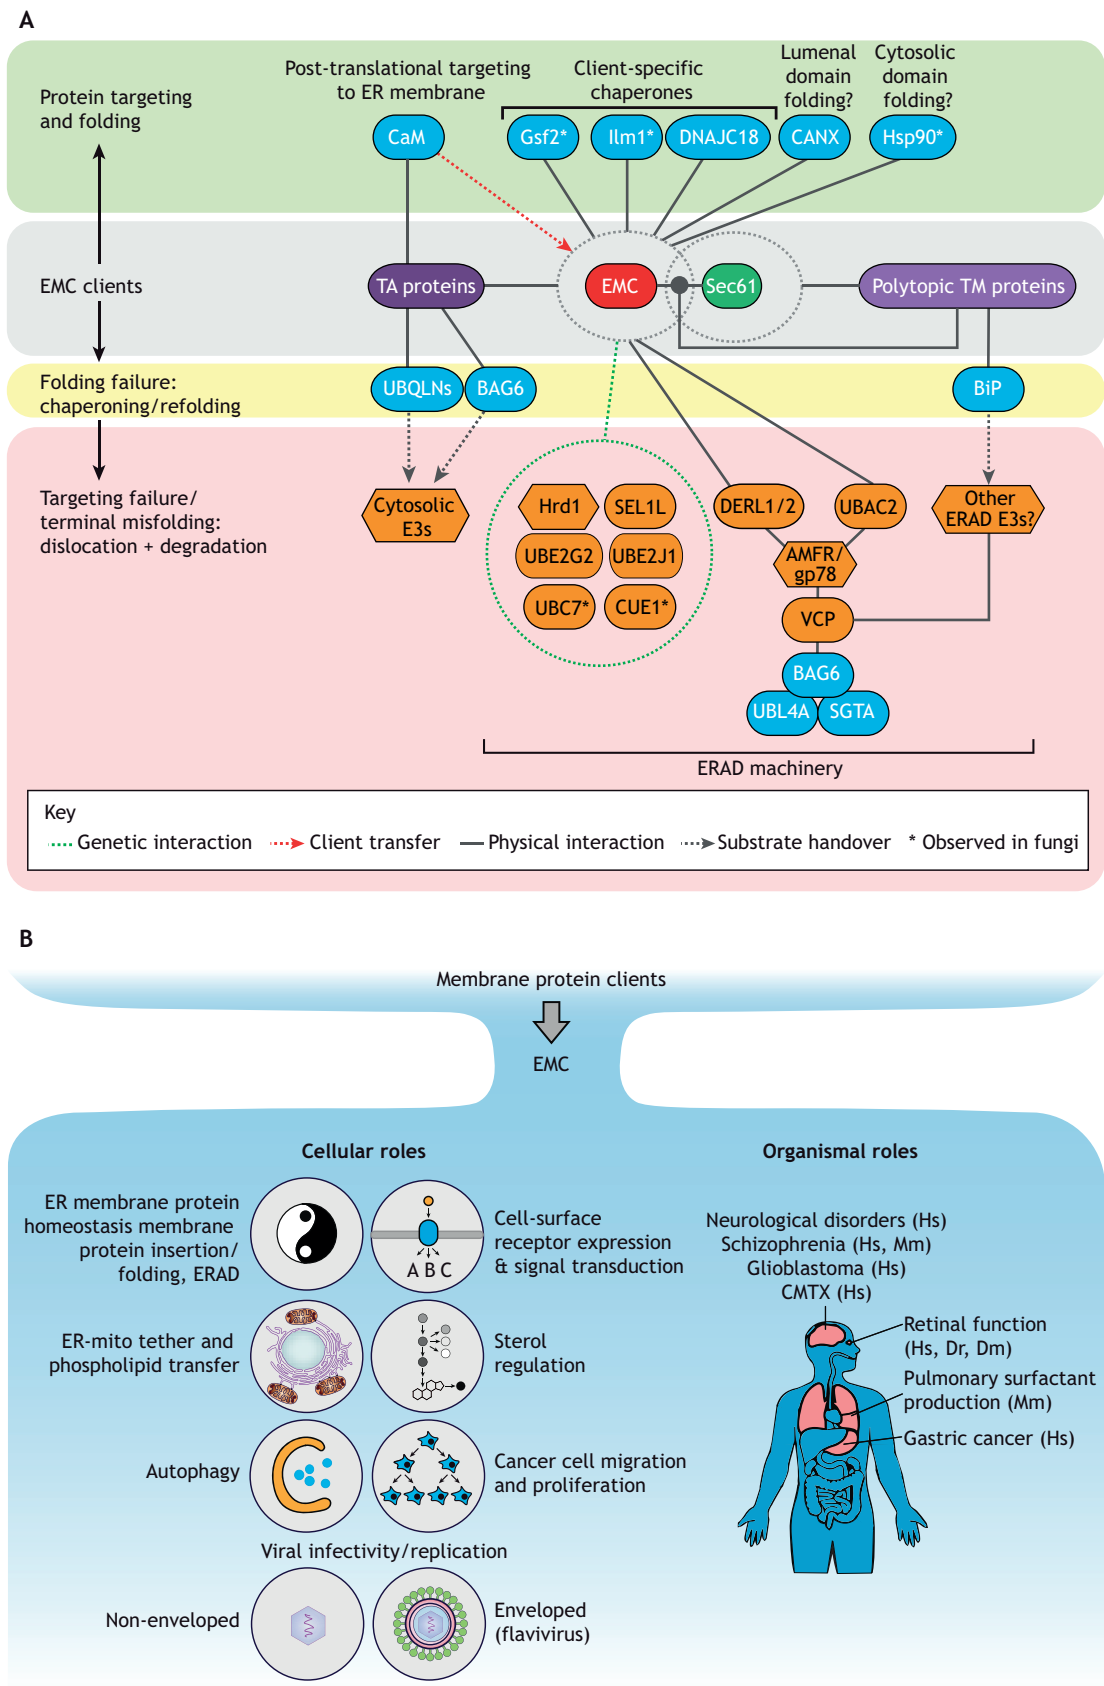 A
Protein targeting
and folding
Post-translational targeting
to ER membrane
Client-specific
chaperones
Lumenal
domain
folding?
Cytosolic
domain
folding?
CaM
Gsf2*
Ilm1*
DNAJC18
CANX
Hsp90*
EMC clients
TA proteins
EMC
Sec61
Polytopic TM proteins
Folding failure:
chaperoning/refolding
UBQLNs
BAG6
BiP
Targeting failure/
terminal misfolding:
dislocation + degradation
Cytosolic
E3s
Hrd1
SEL1L
UBE2G2
UBE2J1
UBC7*
CUE1*
DERL1/2
UBAC2
Other
ERAD E3s?
AMFR/
gp78
VCP
BAG6
UBL4A
SGTA
ERAD machinery
Key
Genetic interaction
Client transfer
Physical interaction
Substrate handover
* Observed in fungi
B
Membrane protein clients
EMC
Cellular roles
ER membrane protein
homeostasis membrane
protein insertion/
folding, ERAD
A B C
Cell-surface
receptor expression
& signal transduction
ER-mito tether and
phospholipid transfer
Sterol
regulation
Autophagy
Cancer cell migration
and proliferation
Viral infectivity/replication
Non-enveloped
Enveloped
(flavivirus)
Organismal roles
Neurological disorders (Hs)
Schizophrenia (Hs, Mm)
Glioblastoma (Hs)
CMTX (Hs)
Retinal function
(Hs, Dr, Dm)
Pulmonary surfactant
production (Mm)
Gastric cancer (Hs)